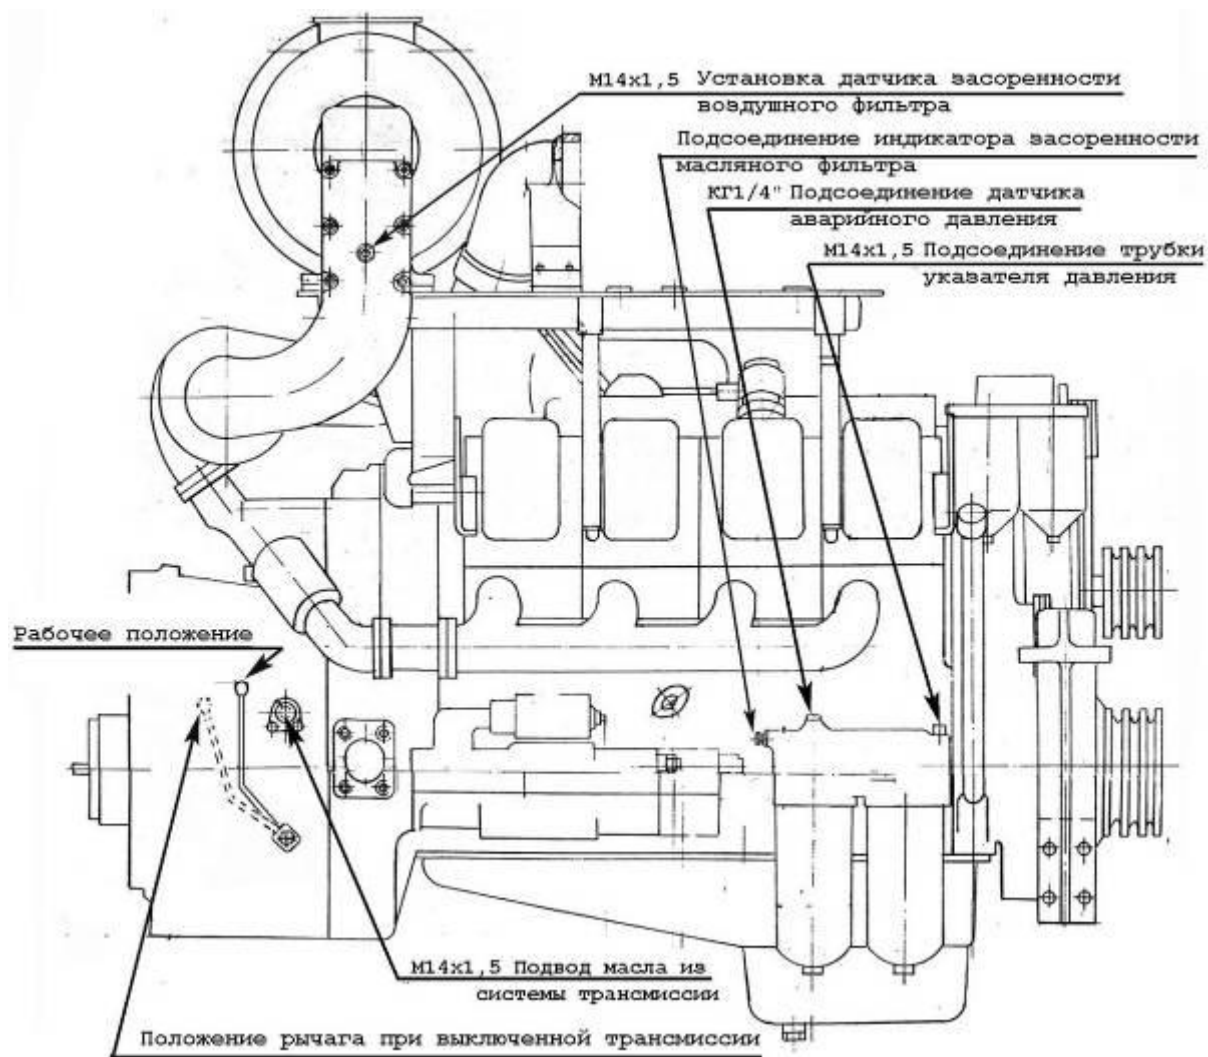 М14х1,5 Установка датчика засоренности
воздушного фильтра
Подсоединение индикатора засоренности
масляного фильтра
КГ1/4" Подсоединение датчика
аварийного давления
М14х1,5 Подсоединение трубки
указателя давления
Рабочее положение
М14х1,5 Подвод масла из
системы трансмиссии
Положение рычага при выключенной трансмиссии